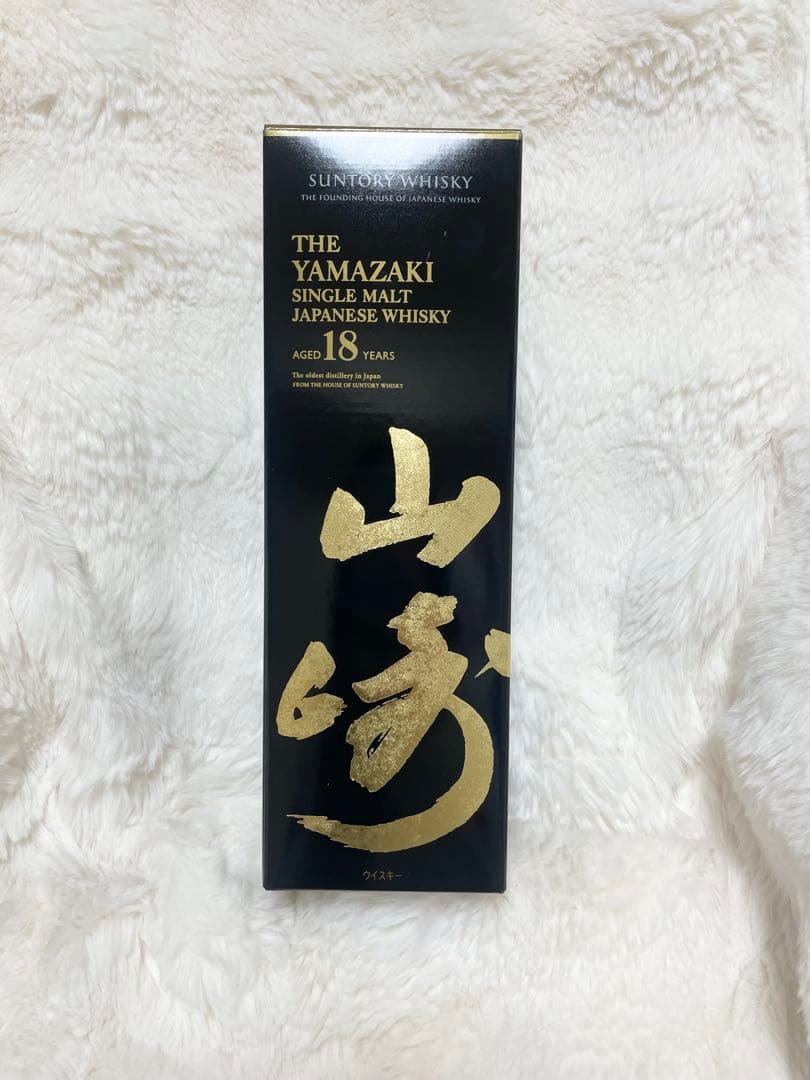 SUNTORY WHISKY
THE FOUNDING HOUSE OF JAPANESE WHISKY
THE
YAMAZAKI
SINGLE MALT
JAPANESE WHISKY
AGED 18 YEARS
The oldest distillery in Japan
FROM THE HOUSE OF SUNTORY WHISKY
山
崎
ウイスキー